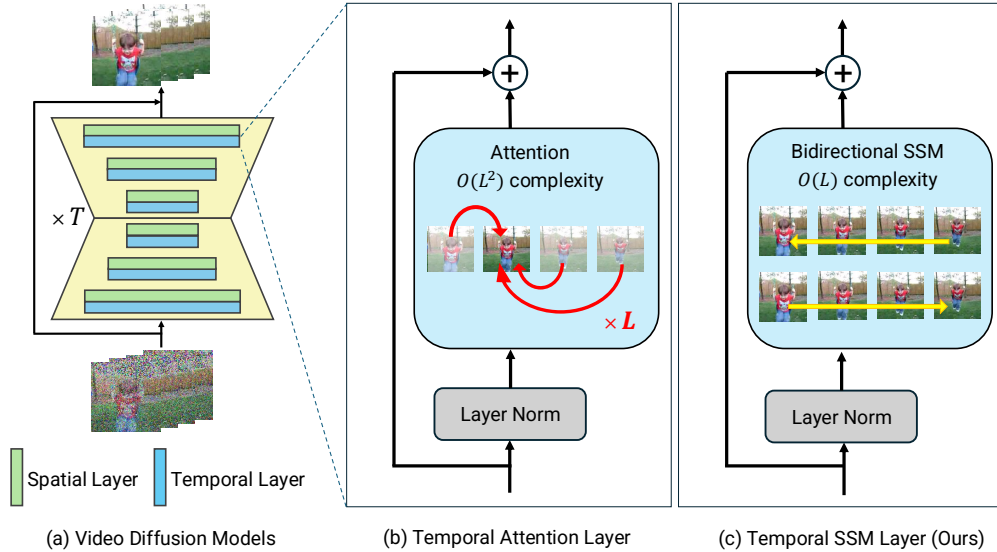 × T
Spatial Layer
Temporal Layer
(a) Video Diffusion Models
+
Attention
O(L²) complexity
× L
Layer Norm
(b) Temporal Attention Layer
+
Bidirectional SSM
O(L) complexity
Layer Norm
(c) Temporal SSM Layer (Ours)